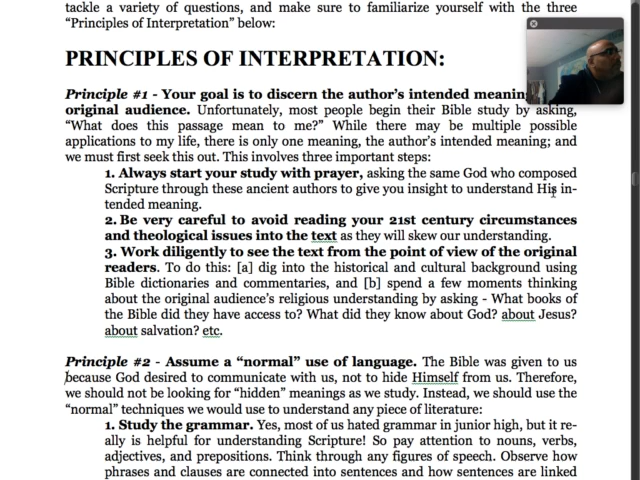 tackle a variety of questions, and make sure to familiarize yourself with the three
"Principles of Interpretation" below:
PRINCIPLES OF INTERPRETATION:
Principle #1 - Your goal is to discern the author's intended meaning
original audience. Unfortunately, most people begin their Bible study by asking,
"What does this passage mean to me?" While there may be multiple possible
applications to my life, there is only one meaning, the author's intended meaning; and
we must first seek this out. This involves three important steps:
1. Always start your study with prayer, asking the same God who composed
Scripture through these ancient authors to give you insight to understand His in-
tended meaning.
2. Be very careful to avoid reading your 21st century circumstances
and theological issues into the text as they will skew our understanding.
3. Work diligently to see the text from the point of view of the original
readers. To do this: [a] dig into the historical and cultural background using
Bible dictionaries and commentaries, and [b] spend a few moments thinking
about the original audience's religious understanding by asking - What books of
the Bible did they have access to? What did they know about God? about Jesus?
about salvation? etc.
Principle #2 - Assume a "normal" use of language. The Bible was given to us
because God desired to communicate with us, not to hide Himself from us. Therefore,
we should not be looking for "hidden" meanings as we study. Instead, we should use the
"normal" techniques we would use to understand any piece of literature:
1. Study the grammar. Yes, most of us hated grammar in junior high, but it re-
ally is helpful for understanding Scripture! So pay attention to nouns, verbs,
adjectives, and prepositions. Think through any figures of speech. Observe how
phrases and clauses are connected into sentences and how sentences are linked